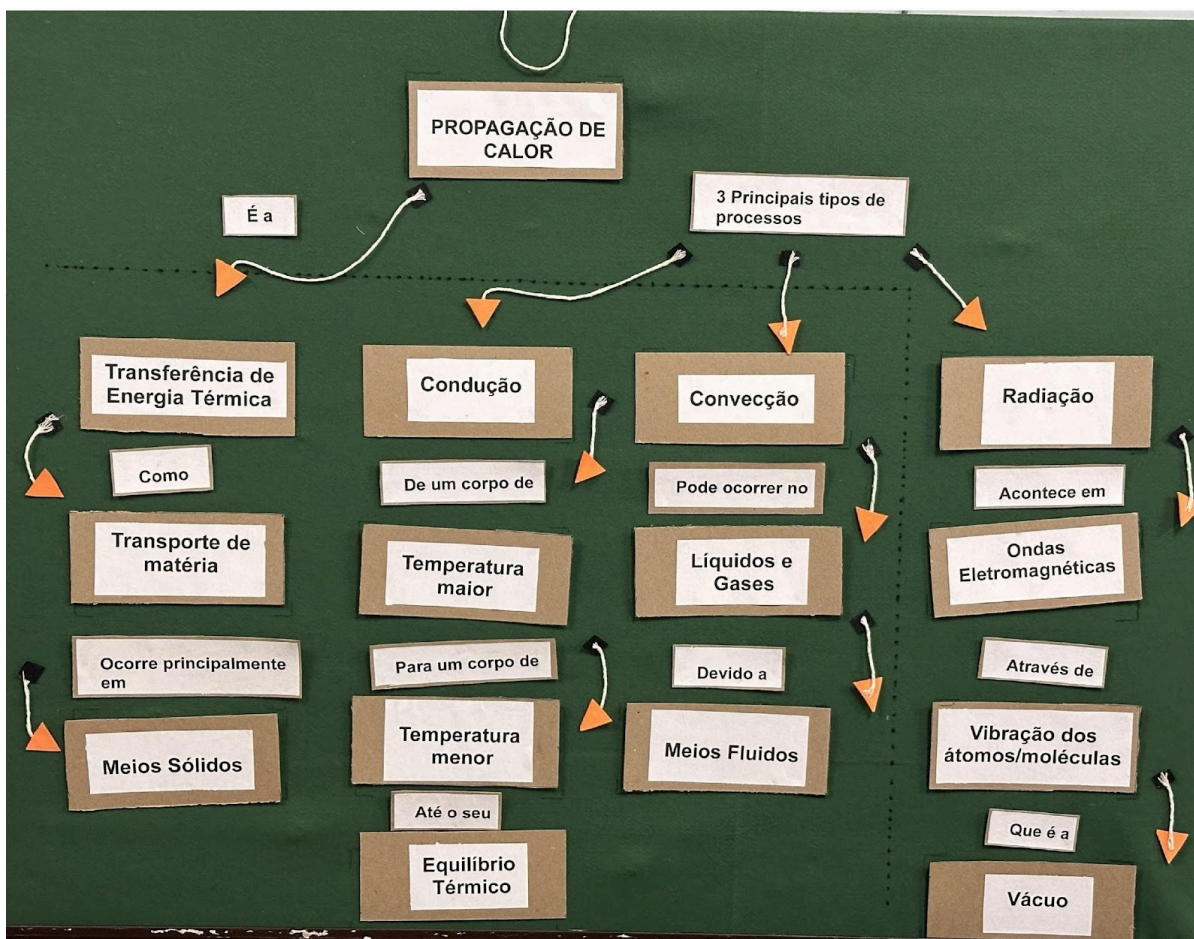 PROPAGAÇÃO DE
CALOR
É a
3 Principais tipos de
processos
Transferência de
Energia Térmica
Como
Transporte de
matéria
Ocorre principalmente
em
Meios Sólidos
Condução
De um corpo de
Temperatura
maior
Para um corpo de
Temperatura
menor
Até o seu
Equilíbrio
Térmico
Convecção
Pode ocorrer no
Líquidos e
Gases
Devido a
Meios Fluidos
Radiação
Acontece em
Ondas
Eletromagnéticas
Através de
Vibração dos
átomos/moléculas
Que é a
Vácuo